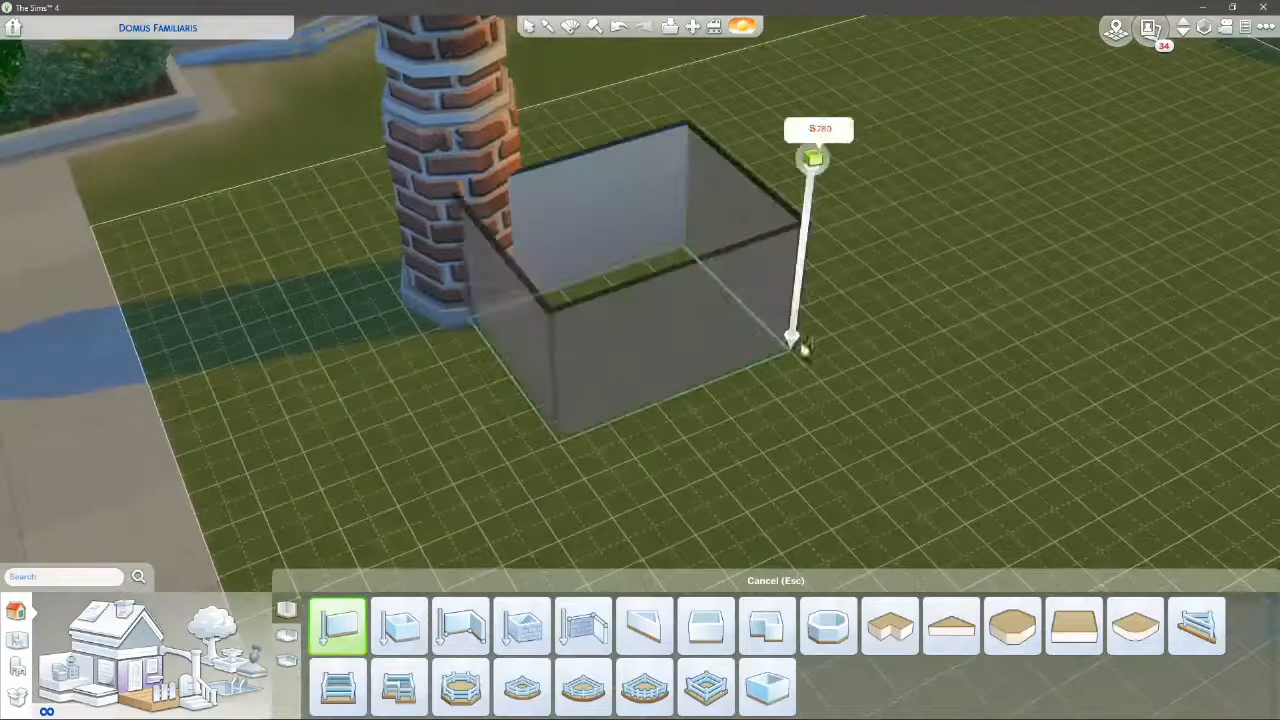 The Sims™ 4
Domus Familiaris
34
§780
Cancel (Esc)
Search